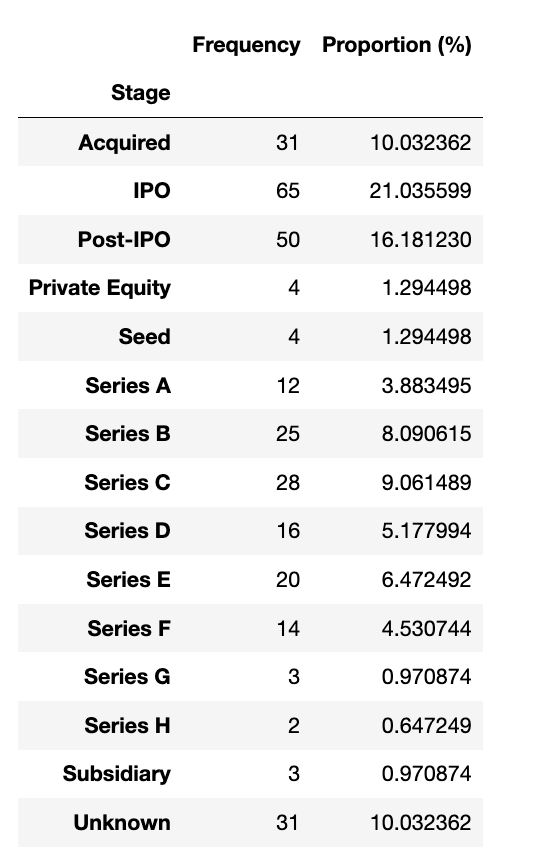 Frequency Proportion (%)
Stage
Acquired 31 10.032362
IPO 65 21.035599
Post-IPO 50 16.181230
Private Equity 4 1.294498
Seed 4 1.294498
Series A 12 3.883495
Series B 25 8.090615
Series C 28 9.061489
Series D 16 5.177994
Series E 20 6.472492
Series F 14 4.530744
Series G 3 0.970874
Series H 2 0.647249
Subsidiary 3 0.970874
Unknown 31 10.032362